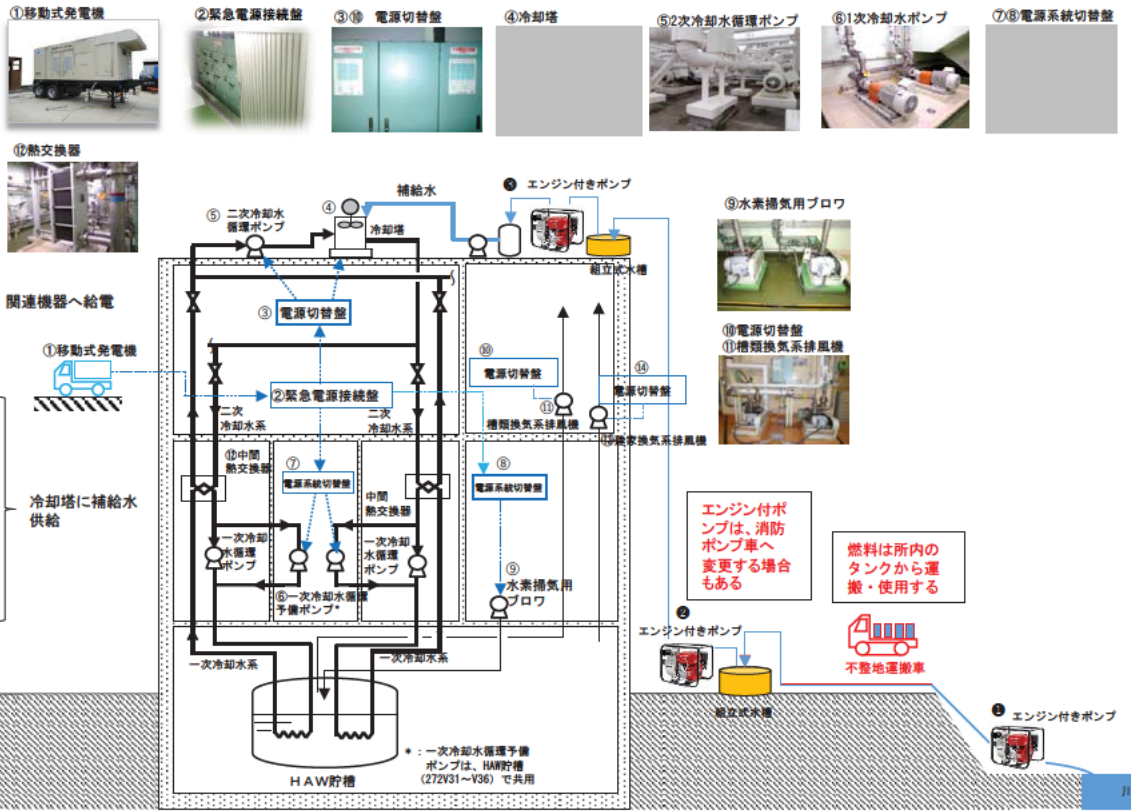 ①移動式発電機
②緊急電源接続盤
③⑩ 電源切替盤
④冷却塔
⑤2次冷却水循環ポンプ
⑥1次冷却水ポンプ
⑦⑧電源系統切替盤
⑫熱交換器
⑨水素掃気用ブロワ
⑩電源切替盤
⑪槽類換気系排風機
補給水
❸ エンジン付きポンプ
⑤ 二次冷却水
循環ポンプ
④
冷却塔
組立式水槽
関連機器へ給電
③ 電源切替盤
①移動式発電機
②緊急電源接続盤
⑩
電源切替盤
⑭
電源切替盤
⑪
槽類換気系排風機
⑬建家換気系排風機
二次
冷却水系
二次
冷却水系
⑫中間
熱交換器
⑦
電源系統切替盤
中間
熱交換器
⑧
電源系統切替盤
冷却塔に補給水
供給
一次冷却
水循環
ポンプ
一次冷却
水循環
ポンプ
⑥一次冷却水循環
予備ポンプ*
⑨
水素掃気用
ブロワ
一次冷却水系
一次冷却水系
HAW貯槽
*:一次冷却水循環予備
ポンプは、HAW貯槽
(272V31~V36)で共用
エンジン付ポ
ンプは、消防
ポンプ車へ
変更する場合
もある
燃料は所内の
タンクから運
搬・使用する
不整地運搬車
❷
エンジン付きポンプ
組立式水槽
❶ エンジン付きポンプ
川